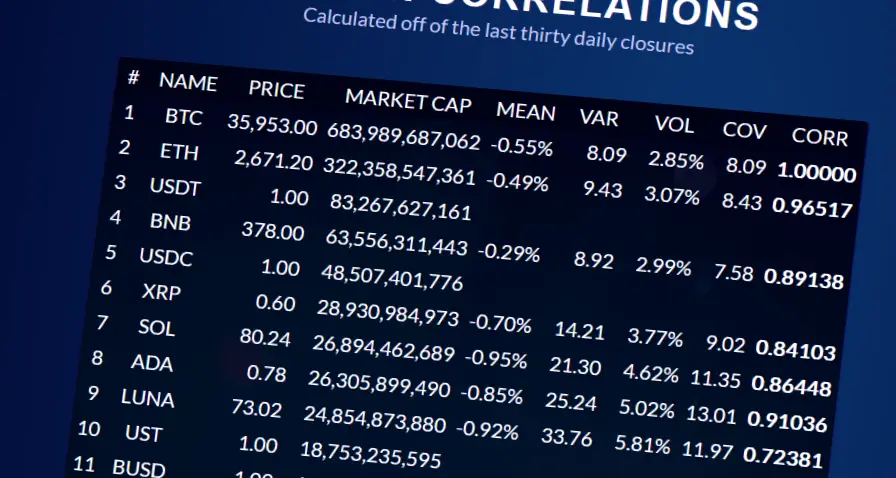 CORRELATIONS
Calculated off of the last thirty daily closures
# NAME PRICE MARKET CAP MEAN VAR VOL COV CORR
1 BTC 35,953.00 683,989,687,062 -0.55% 8.09 2.85% 8.09 1.00000
2 ETH 2,671.20 322,358,547,361 -0.49% 9.43 3.07% 8.43 0.96517
3 USDT 1.00 83,267,627,161
4 BNB 378.00 63,556,311,443 -0.29% 8.92 2.99% 7.58 0.89138
5 USDC 1.00 48,507,401,776
6 XRP 0.60 28,930,984,973 -0.70% 14.21 3.77% 9.02 0.84103
7 SOL 80.24 26,894,462,689 -0.95% 21.30 4.62% 11.35 0.86448
8 ADA 0.78 26,305,899,490 -0.85% 25.24 5.02% 13.01 0.91036
9 LUNA 73.02 24,854,873,880 -0.92% 33.76 5.81% 11.97 0.72381
10 UST 1.00 18,753,235,595
11 BUSD 1.00